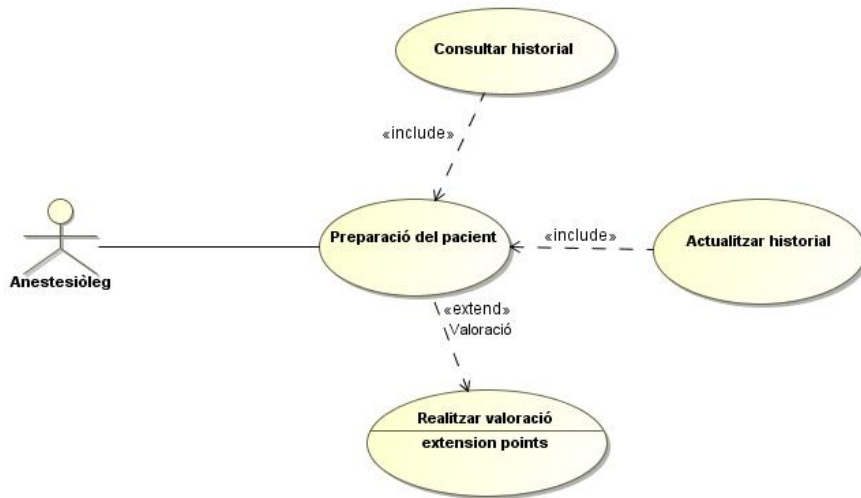 Consultar historial
«include»
Preparació del pacient
«include»
Actualitzar historial
Anestesiòleg
«extend»
Valoració
Realitzar valoració
extension points